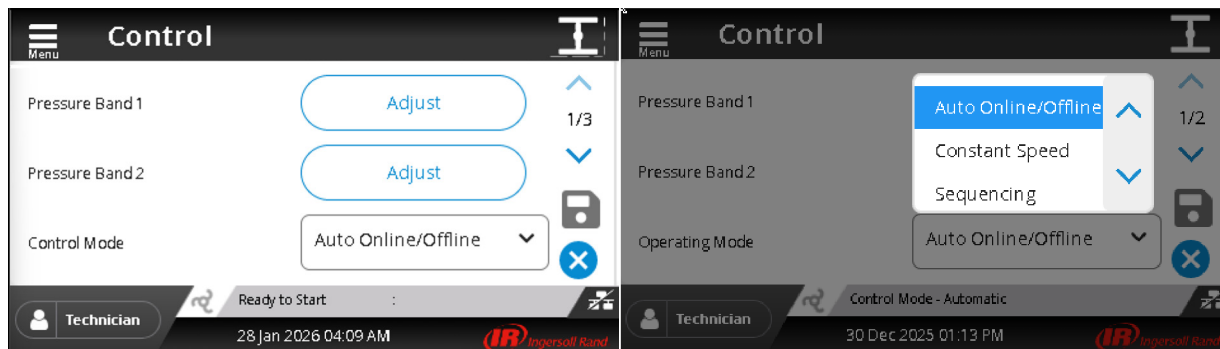 Control
Menu
Pressure Band 1
Adjust
1/3
Pressure Band 2
Adjust
Control Mode
Auto Online/Offline
Ready to Start :
Technician
28 Jan 2026 04:09 AM
IR Ingersoll Rand
Control
Menu
Pressure Band 1
Auto Online/Offline
1/2
Constant Speed
Pressure Band 2
Sequencing
Operating Mode
Auto Online/Offline
Control Mode - Automatic
Technician
30 Dec 2025 01:13 PM
IR Ingersoll Rand